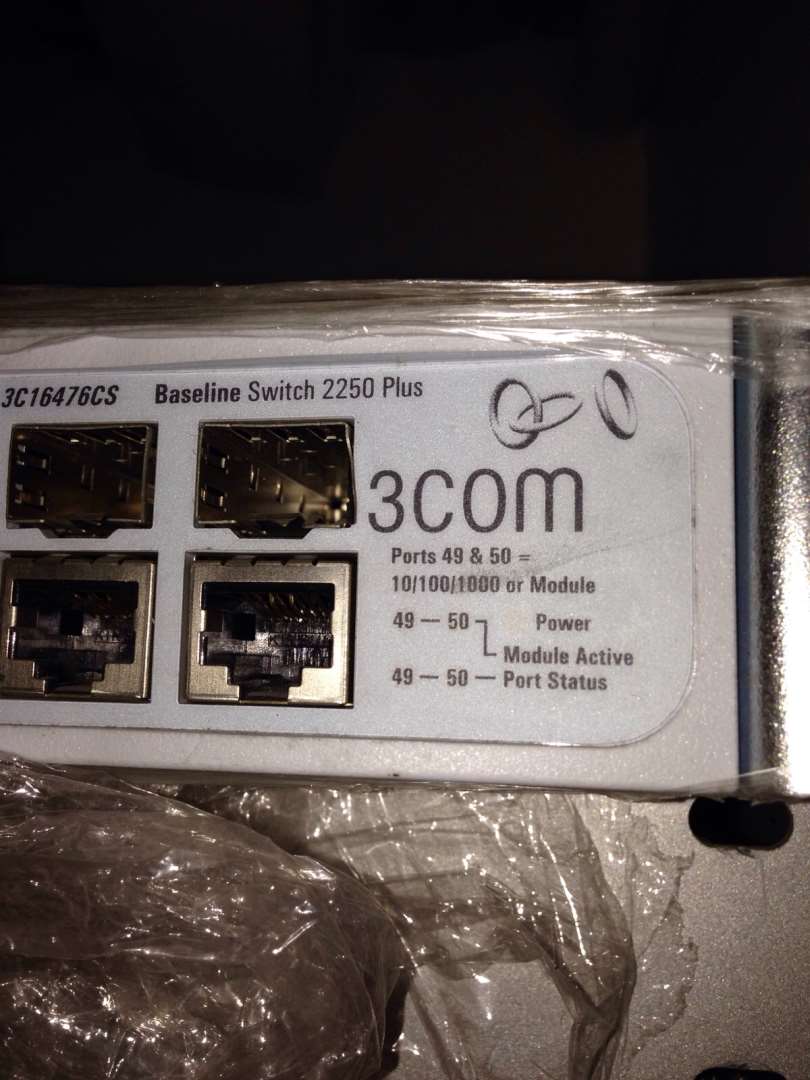 3C16476CS Baseline Switch 2250 Plus
3COM
Ports 49 & 50 =
10/100/1000 or Module
49 — 50 Power
Module Active
49 — 50 — Port Status